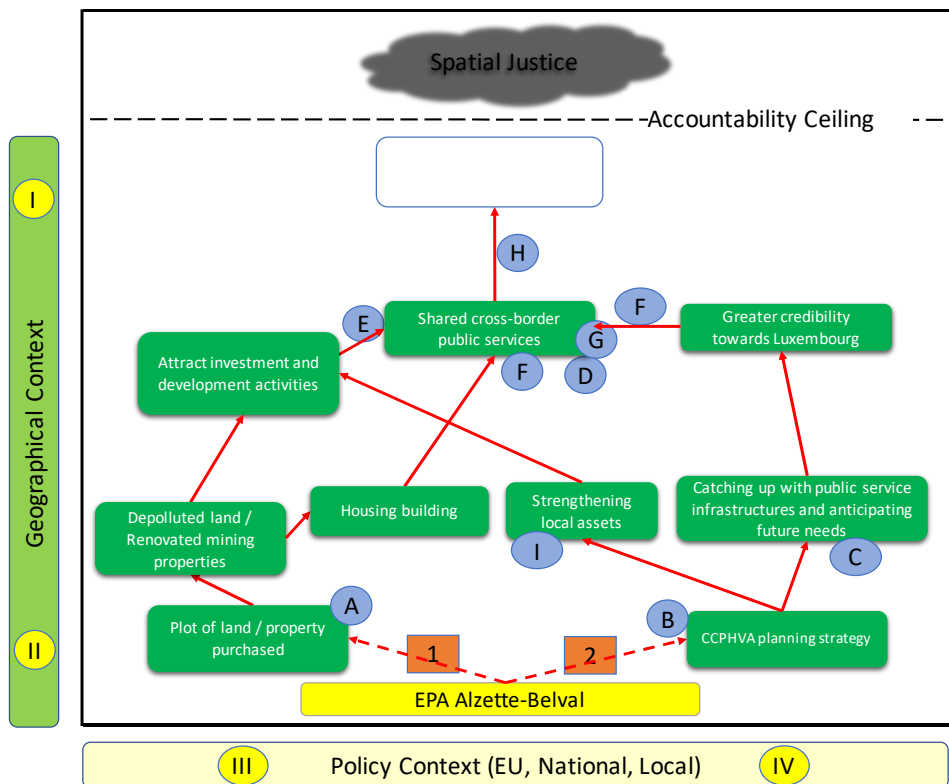 Spatial Justice
Accountability Ceiling
I
H
E
Shared cross-border
public services
F
G
Greater credibility
towards Luxembourg
Attract investment and
development activities
F
D
Geographical Context
Depolluted land /
Renovated mining
properties
Housing building
Strengthening
local assets
I
Catching up with public service
infrastructures and anticipating
future needs
C
A
B
Plot of land / property
purchased
1
2
CCPHVA planning strategy
II
EPA Alzette-Belval
III
Policy Context (EU, National, Local)
IV